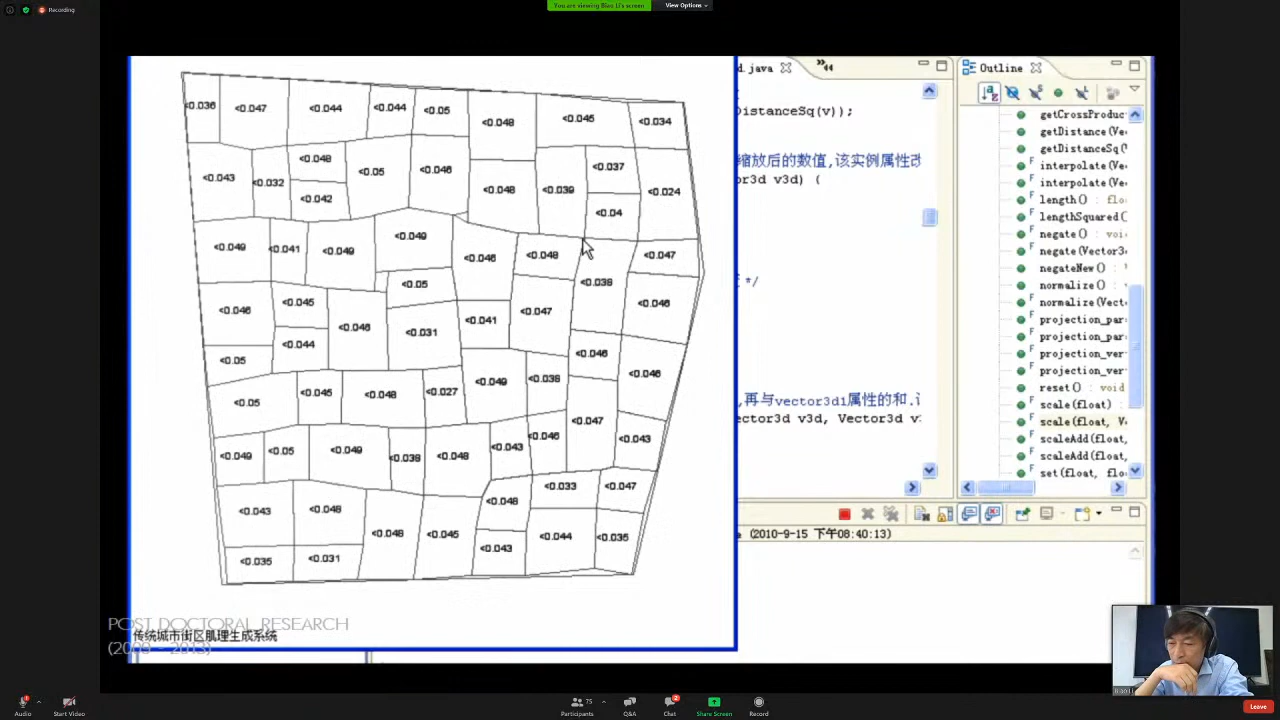 Recording
You are viewing Biao Li's screen
View Options
d.java
44
Outline
DistanceSq(v));
缩放后的数值,该实例属性改
or3d v3d) {
*/
,再与vector3d1属性的和.
ector3d v3d, Vector3d v
getCrossProduc
getDistance(Ve
getDistanceSq(
interpolate(Ve
interpolate(Ve
length() : flo
lengthSquared(
negate() : voi
negate(Vector3
negateNew() :
normalize() :
normalize(Vect
projection_par
projection_par
projection_ver
projection_ver
reset() : void
scale(float) :
scale(float, V
scaleAdd(float,
scaleAdd(float,
set(float, flo
(2010-9-15 下午08:40:13)
<0.036 <0.047 <0.044 <0.044 <0.05 <0.048 <0.045 <0.034
<0.043 <0.032 <0.048 <0.042 <0.05 <0.046 <0.048 <0.039 <0.037 <0.04 <0.024
<0.049 <0.041 <0.049 <0.049 <0.046 <0.048 <0.038 <0.047
<0.046 <0.045 <0.044 <0.046 <0.05 <0.031 <0.041 <0.047 <0.046
<0.05 <0.046 <0.046
<0.05 <0.045 <0.048 <0.027 <0.049 <0.038 <0.047
<0.049 <0.05 <0.049 <0.038 <0.048 <0.043 <0.046 <0.043
<0.043 <0.048 <0.048 <0.045 <0.048 <0.033 <0.047
<0.035 <0.031 <0.043 <0.044 <0.035
POST DOCTORAL RESEARCH
传统城市街区肌理生成系统
Audio
Start Video
75
Participants
Q&A
2
Chat
Share Screen
Record
Leave